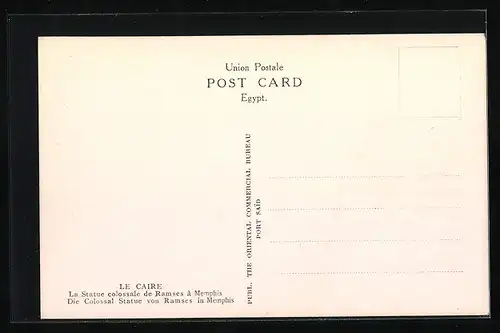 Union Postale
POST CARD
Egypt.
PUBL. THE ORIENTAL COMMERCIAL BUREAU
PORT SAÏD
LE CAIRE
La Statue colossale de Ramses à Memphis
Die Colossal Statue von Ramses in Memphis